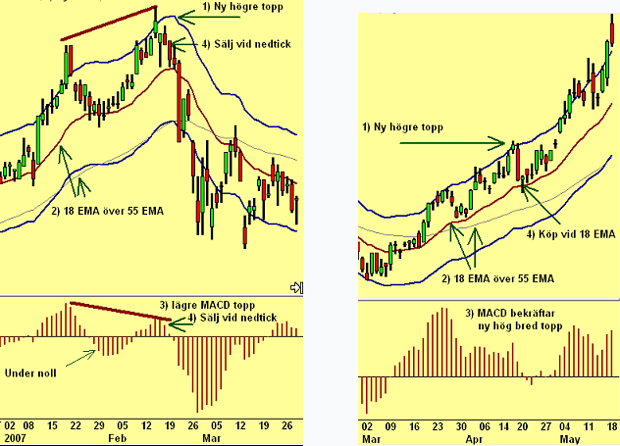 1) Ny högre topp
4) Sälj vid nedtick
2) 18 EMA över 55 EMA
3) lägre MACD topp
4) Sälj vid nedtick
Under noll
02 08 15 22 29 05 12 19 26 05 12 19 26
2007 Feb Mar
1) Ny högre topp
4) Köp vid 18 EMA
2) 18 EMA över 55 EMA
3) MACD bekräftar
ny hög bred topp
02 09 16 23 30 06 14 20 27 04 11 18
Mar Apr May